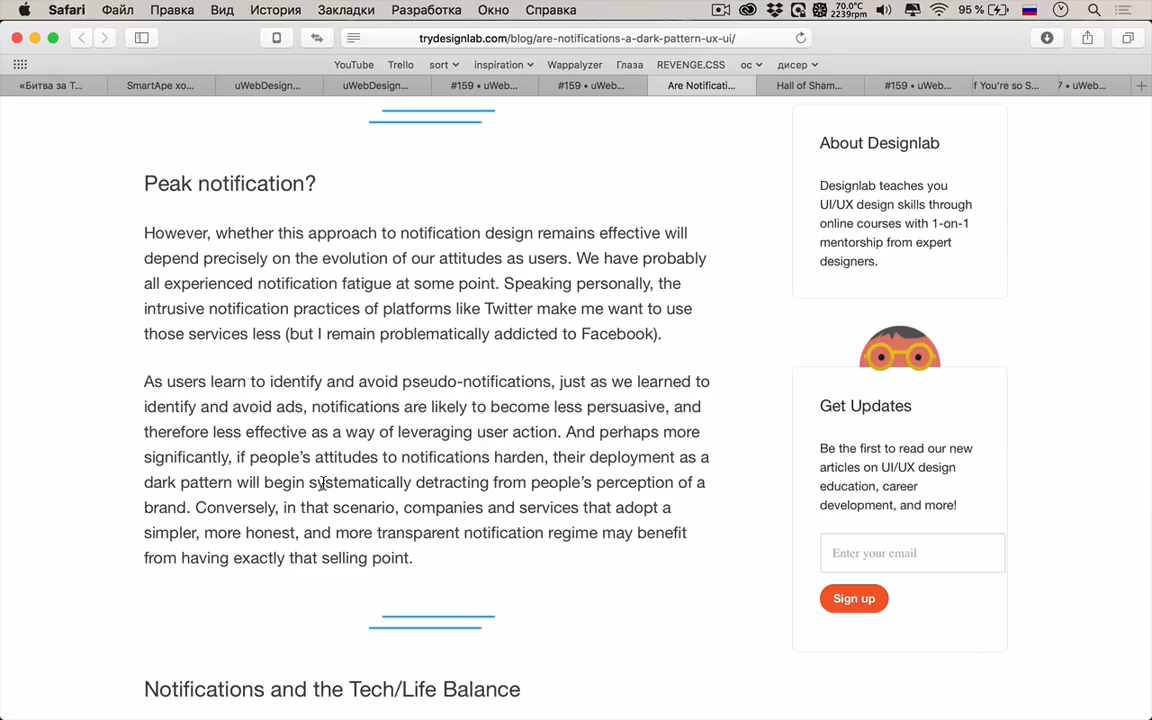 Safari Файл Правка Вид История Закладки Разработка Окно Справка 70.0°C 2239rpm 95 %
trydesignlab.com/blog/are-notifications-a-dark-pattern-ux-ui/
YouTube Trello sort inspiration Wappalyzer Глаза REVENGE.CSS ос дисер
«Битва за Т... SmartApe хо... uWebDesign... uWebDesign... #159 • uWeb... #159 • uWeb... Are Notificati... Hall of Sham... #159 • uWeb... f You're so S... 7 • uWeb...
Peak notification?
However, whether this approach to notification design remains effective will
depend precisely on the evolution of our attitudes as users. We have probably
all experienced notification fatigue at some point. Speaking personally, the
intrusive notification practices of platforms like Twitter make me want to use
those services less (but I remain problematically addicted to Facebook).
As users learn to identify and avoid pseudo-notifications, just as we learned to
identify and avoid ads, notifications are likely to become less persuasive, and
therefore less effective as a way of leveraging user action. And perhaps more
significantly, if people’s attitudes to notifications harden, their deployment as a
dark pattern will begin systematically detracting from people’s perception of a
brand. Conversely, in that scenario, companies and services that adopt a
simpler, more honest, and more transparent notification regime may benefit
from having exactly that selling point.
Notifications and the Tech/Life Balance
About Designlab
Designlab teaches you
UI/UX design skills through
online courses with 1-on-1
mentorship from expert
designers.
Get Updates
Be the first to read our new
articles on UI/UX design
education, career
development, and more!
Enter your email
Sign up